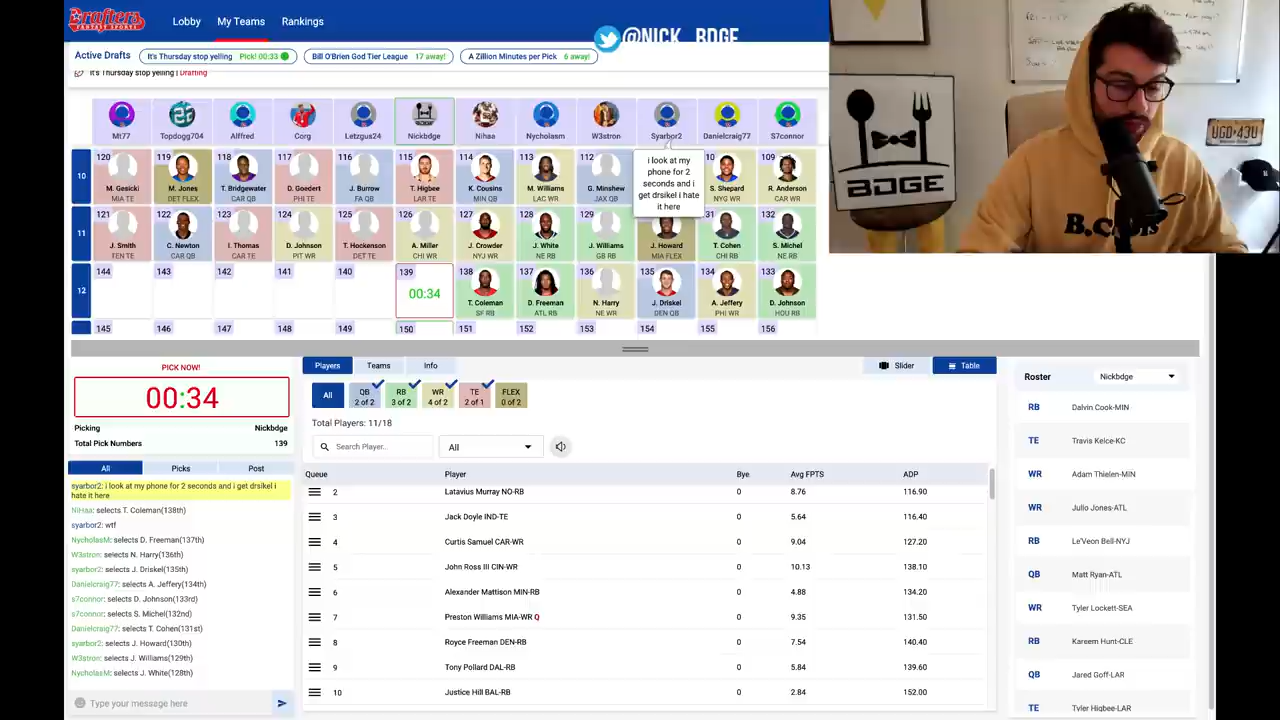 Drafters
FANTASY SPORTS
Lobby
My Teams
Rankings
@NICK_BDGE
Active Drafts
It's Thursday stop yelling Pick! 00:33
Bill O'Brien God Tier League 17 away!
A Zillion Minutes per Pick 6 away!
It's Thursday stop yelling | Drafting
Mt77
Topdogg704
Alffred
Corg
Letzgus24
Nickbdge
Nihaa
Nycholasm
W3stron
Syarbor2
Danielcraig77
S7connor
10
120
M. Gesicki
MIA TE
119
M. Jones
DET FLEX
118
T. Bridgewater
CAR QB
117
D. Goedert
PHI TE
116
J. Burrow
FA QB
115
T. Higbee
LAR TE
114
K. Cousins
MIN QB
113
M. Williams
LAC WR
112
G. Minshew
JAX QB
i look at my
phone for 2
seconds and i
get drsikel i hate
it here
10
S. Shepard
NYG WR
109
R. Anderson
CAR WR
11
121
J. Smith
TEN TE
122
C. Newton
CAR QB
123
I. Thomas
CAR TE
124
D. Johnson
PIT WR
125
T. Hockenson
DET TE
126
A. Miller
CHI WR
127
J. Crowder
NYJ WR
128
J. White
NE RB
129
J. Williams
GB RB
J. Howard
MIA FLEX
131
T. Cohen
CHI RB
132
S. Michel
NE RB
12
144
143
142
141
140
139
00:34
138
T. Coleman
SF RB
137
D. Freeman
ATL RB
136
N. Harry
NE WR
135
J. Driskel
DEN QB
134
A. Jeffery
PHI WR
133
D. Johnson
HOU RB
145
146
147
148
149
150
151
152
153
154
155
156
PICK NOW!
00:34
Picking Nickbdge
Total Pick Numbers 143
All
Picks
Post
syarbor2: i look at my phone for 2 seconds and i get drsikel i
hate it here
NiHaa: selects T. Coleman(138th)
syarbor2: wtf
NycholasM: selects D. Freeman(137th)
W3stron: selects N. Harry(136th)
syarbor2: selects J. Driskel(135th)
Danielcraig77: selects A. Jeffery(134th)
s7connor: selects D. Johnson(133rd)
s7connor: selects S. Michel(132nd)
Danielcraig77: selects T. Cohen(131st)
syarbor2: selects J. Howard(130th)
W3stron: selects J. Williams(129th)
NycholasM: selects J. White(128th)
Type your message here
Players
Teams
Info
Slider
Table
All
QB
2 of 2
RB
3 of 2
WR
4 of 2
TE
2 of 1
FLEX
0 of 2
Total Players: 11/18
Search Player...
All
Queue Player Bye Avg FPTS ADP
2 Latavius Murray NO-RB 0 8.76 116.90
3 Jack Doyle IND-TE 0 5.64 116.40
4 Curtis Samuel CAR-WR 0 9.04 127.20
5 John Ross III CIN-WR 0 10.13 138.10
6 Alexander Mattison MIN-RB 0 4.88 134.20
7 Preston Williams MIA-WR Q 0 9.35 131.50
8 Royce Freeman DEN-RB 0 7.54 140.40
9 Tony Pollard DAL-RB 0 5.84 139.60
10 Justice Hill BAL-RB 0 2.84 152.00
Roster
Nickbdge
RB Dalvin Cook-MIN
TE Travis Kelce-KC
WR Adam Thielen-MIN
WR Julio Jones-ATL
RB Le'Veon Bell-NYJ
QB Matt Ryan-ATL
WR Tyler Lockett-SEA
RB Kareem Hunt-CLE
QB Jared Goff-LAR
TE Tyler Higbee-LAR
BDGE
UGO·43U